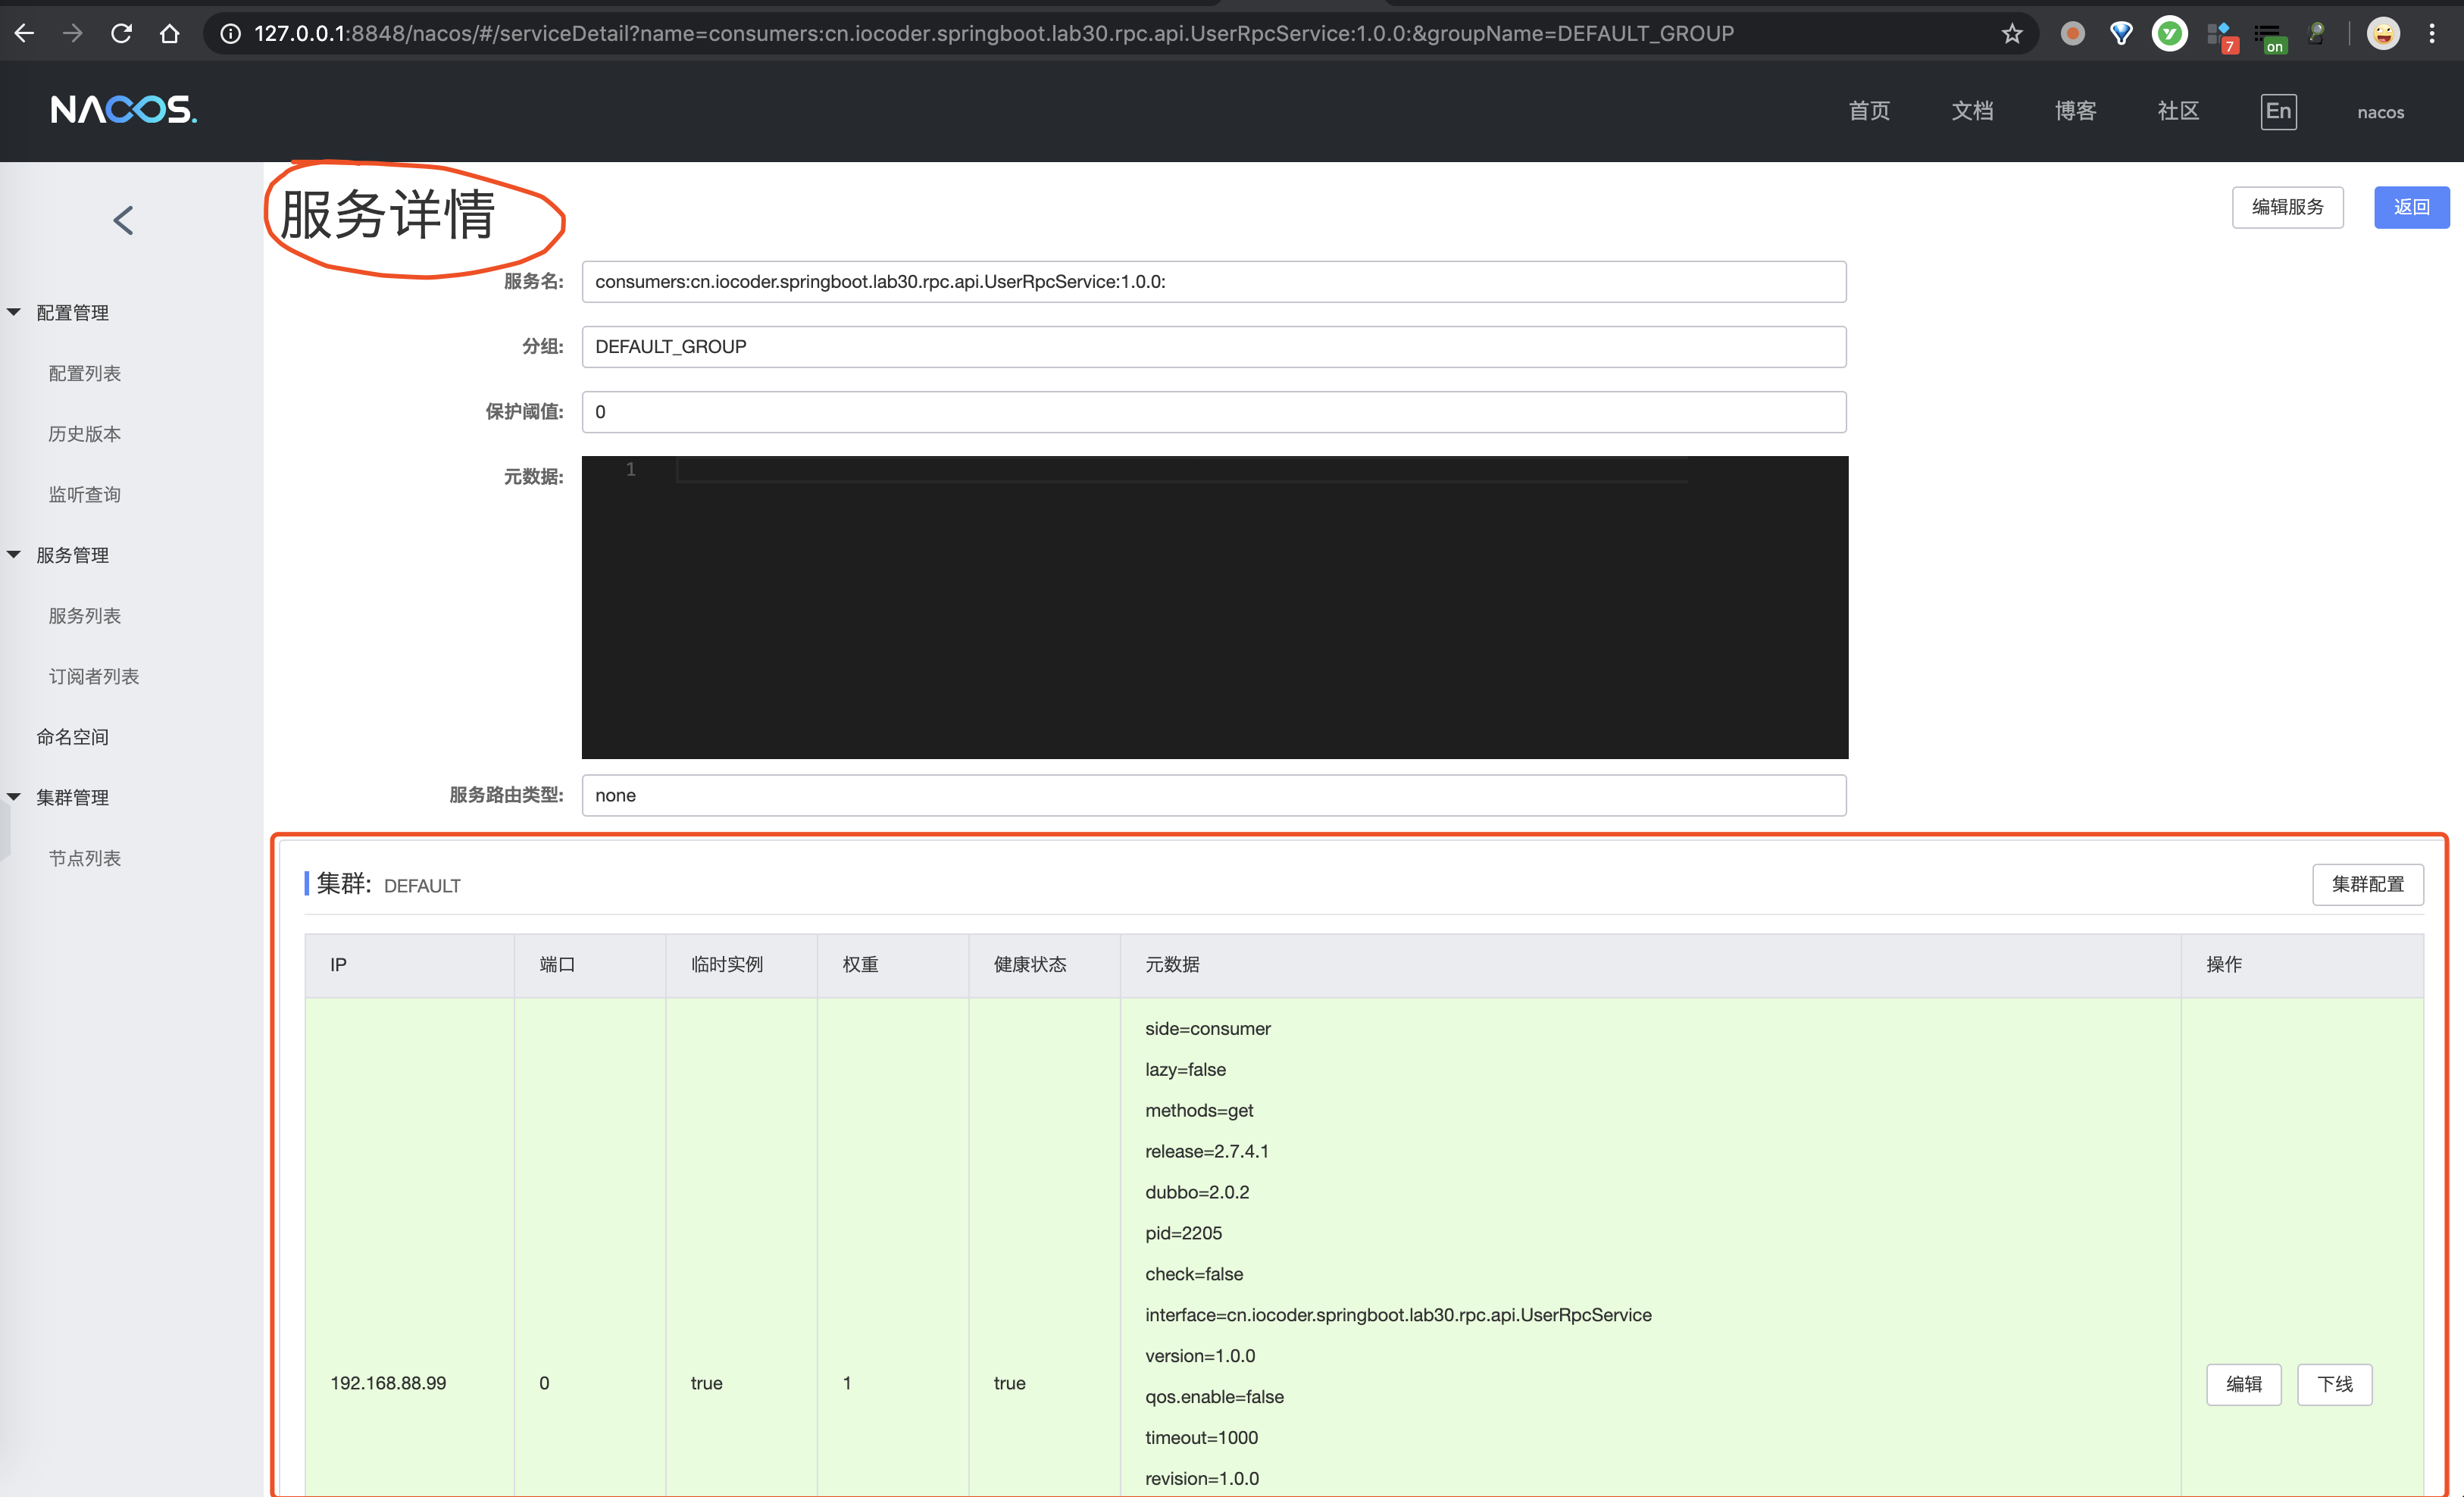 127.0.0.1:8848/nacos/#/serviceDetail?name=consumers:cn.iocoder.springboot.lab30.rpc.api.UserRpcService:1.0.0:&groupName=DEFAULT_GROUP
7
on
NACOS.
首页 文档 博客 社区 En nacos
服务详情
编辑服务 返回
配置管理
配置列表
历史版本
监听查询
服务管理
服务列表
订阅者列表
命名空间
集群管理
节点列表
服务名: consumers:cn.iocoder.springboot.lab30.rpc.api.UserRpcService:1.0.0:
分组: DEFAULT_GROUP
保护阈值: 0
元数据: 1
服务路由类型: none
集群: DEFAULT 集群配置
IP 端口 临时实例 权重 健康状态 元数据 操作
side=consumer
lazy=false
methods=get
release=2.7.4.1
dubbo=2.0.2
pid=2205
check=false
interface=cn.iocoder.springboot.lab30.rpc.api.UserRpcService
version=1.0.0
192.168.88.99 0 true 1 true 编辑 下线
qos.enable=false
timeout=1000
revision=1.0.0